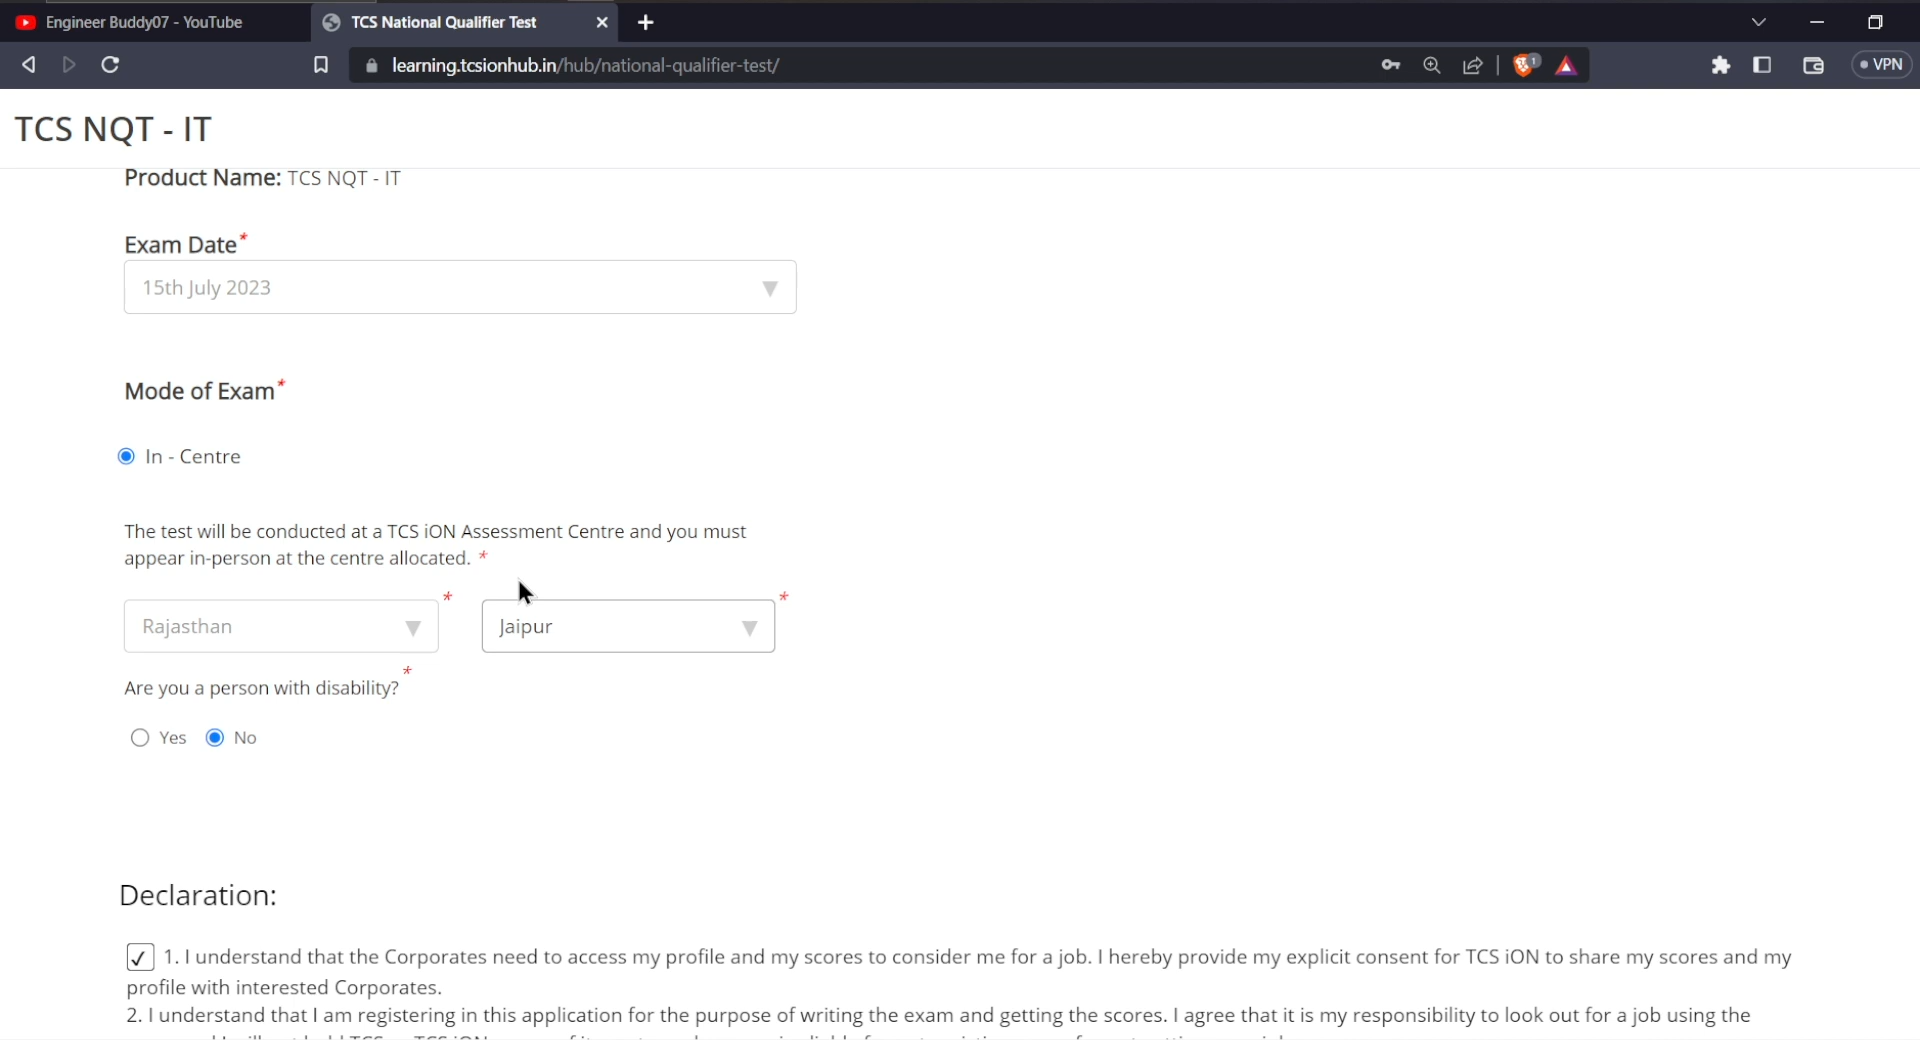 Engineer Buddy07 - YouTube
TCS National Qualifier Test
learning.tcsionhub.in/hub/national-qualifier-test/
1
VPN
TCS NQT - IT
Product Name: TCS NQT - IT
Exam Date*
15th July 2023
Mode of Exam*
In - Centre
The test will be conducted at a TCS iON Assessment Centre and you must
appear in-person at the centre allocated. *
Rajasthan * Jaipur *
Are you a person with disability? *
Yes No
Declaration:
1. I understand that the Corporates need to access my profile and my scores to consider me for a job. I hereby provide my explicit consent for TCS iON to share my scores and my
profile with interested Corporates.
2. I understand that I am registering in this application for the purpose of writing the exam and getting the scores. I agree that it is my responsibility to look out for a job using the